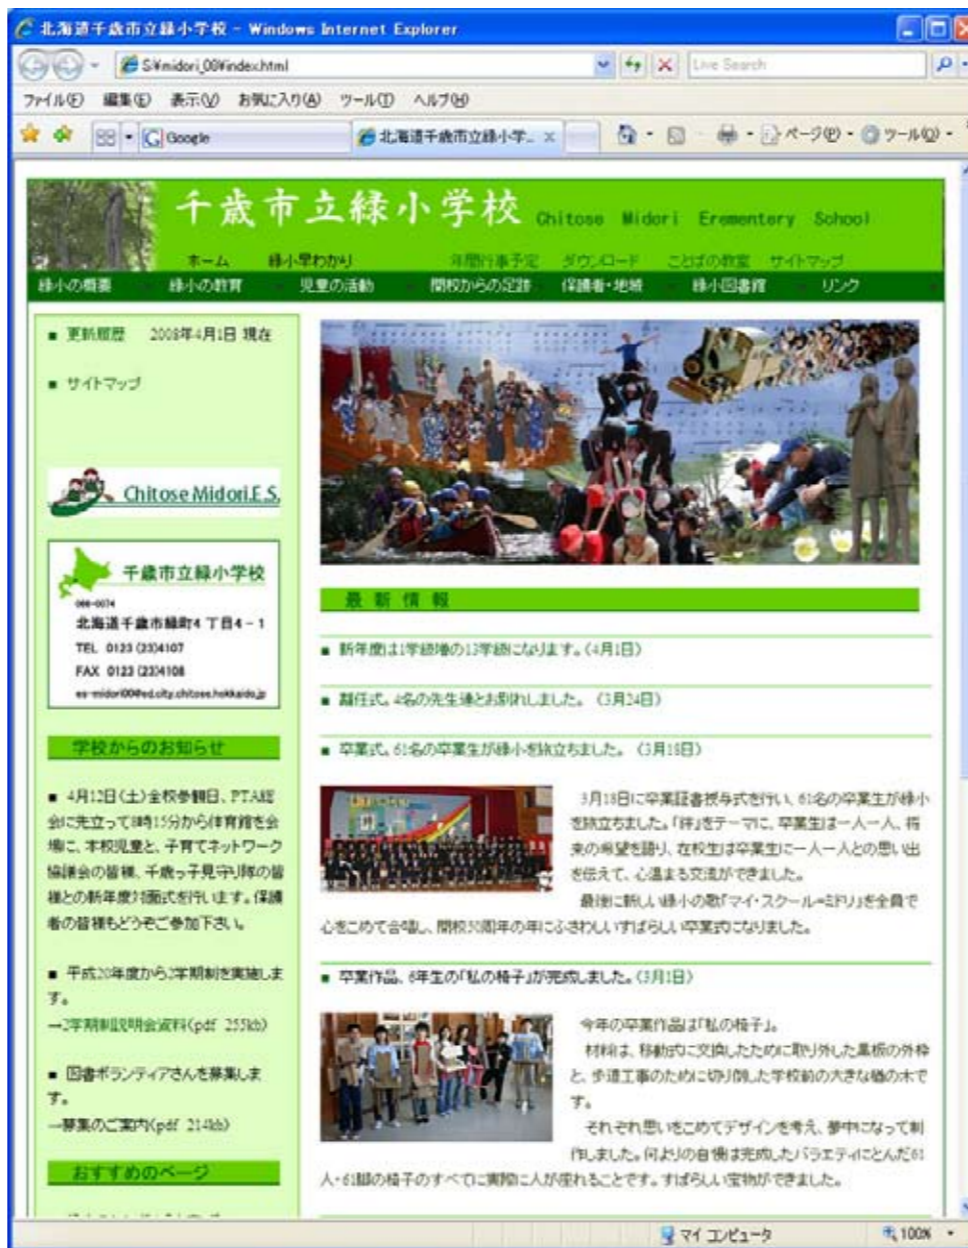 北海道千歳市立緑小学校 - Windows Internet Explorer
S:¥midori_00¥index.html
Live Search
ファイル(F) 編集(E) 表示(V) お気に入り(A) ツール(T) ヘルプ(H)
Google
北海道千歳市立緑小学...
ページ(P)
ツール(O)
千歳市立緑小学校 Chitose Midori Erementery School
ホーム 緑小早わかり 年間行事予定 ダウンロード ことばの教室 サイトマップ
緑小の概要 緑小の教育 児童の活動 開校からの足跡 保護者・地域 緑小図書館 リンク
■ 更新履歴 2008年4月1日 現在
■ サイトマップ
Chitose Midori.E.S.
千歳市立緑小学校
066-0074
北海道千歳市緑町4丁目4-1
TEL 0123 (23)4107
FAX 0123 (23)4108
es-midori00@ed.city.chitose.hokkaido.jp
学校からのお知らせ
■ 4月12日(土)全校参観日、PTA総
会に先立って8時15分から体育館を会
場に、本校児童と、子育てネットワーク
協議会の皆様、千歳っ子見守り隊の皆
様との新年度対面式を行います。保護
者の皆様もどうぞご参加下さい。
■ 平成20年度から2学期制を実施しま
す。
→2学期制説明会資料(pdf 255kb)
■ 図書ボランティアさんを募集しま
す。
→募集のご案内(pdf 214kb)
おすすめのページ
最新情報
■ 新年度は1学級増の13学級になります。(4月1日)
■ 離任式。4名の先生達とお別れしました。(3月24日)
■ 卒業式。61名の卒業生が緑小を旅立ちました。(3月18日)
3月18日に卒業証書授与式を行い、61名の卒業生が緑小
を旅立ちました。「絆」をテーマに、卒業生は一人一人、将
来の希望を語り、在校生は卒業生に一人一人との思い出
を伝えて、心温まる交流ができました。
最後に新しい緑小の歌「マイ・スクール=ミドリ」を全員で
心をこめて合唱し、開校50周年の年にふさわしいすばらしい卒業式になりました。
■ 卒業作品、6年生の「私の椅子」が完成しました。(3月1日)
今年の卒業作品は「私の椅子」。
材料は、移動式に交換したために取り外した黒板の外枠
と、歩道工事のために切り倒した学校前の大きな楢の木で
す。
それぞれ思いをこめてデザインを考え、夢中になって制
作しました。何よりの自慢は完成したバラエティにとんだ61
人・61脚の椅子のすべてに実際に人が座れることです。すばらしい宝物ができました。
マイ コンピュータ
100%